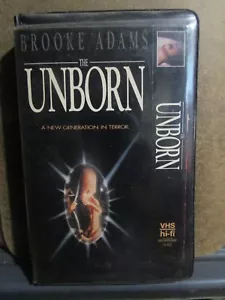 BROOKE ADAMS
THE
UNBORN
A NEW GENERATION IN TERROR.
VHS
hi-fi
UNBORN